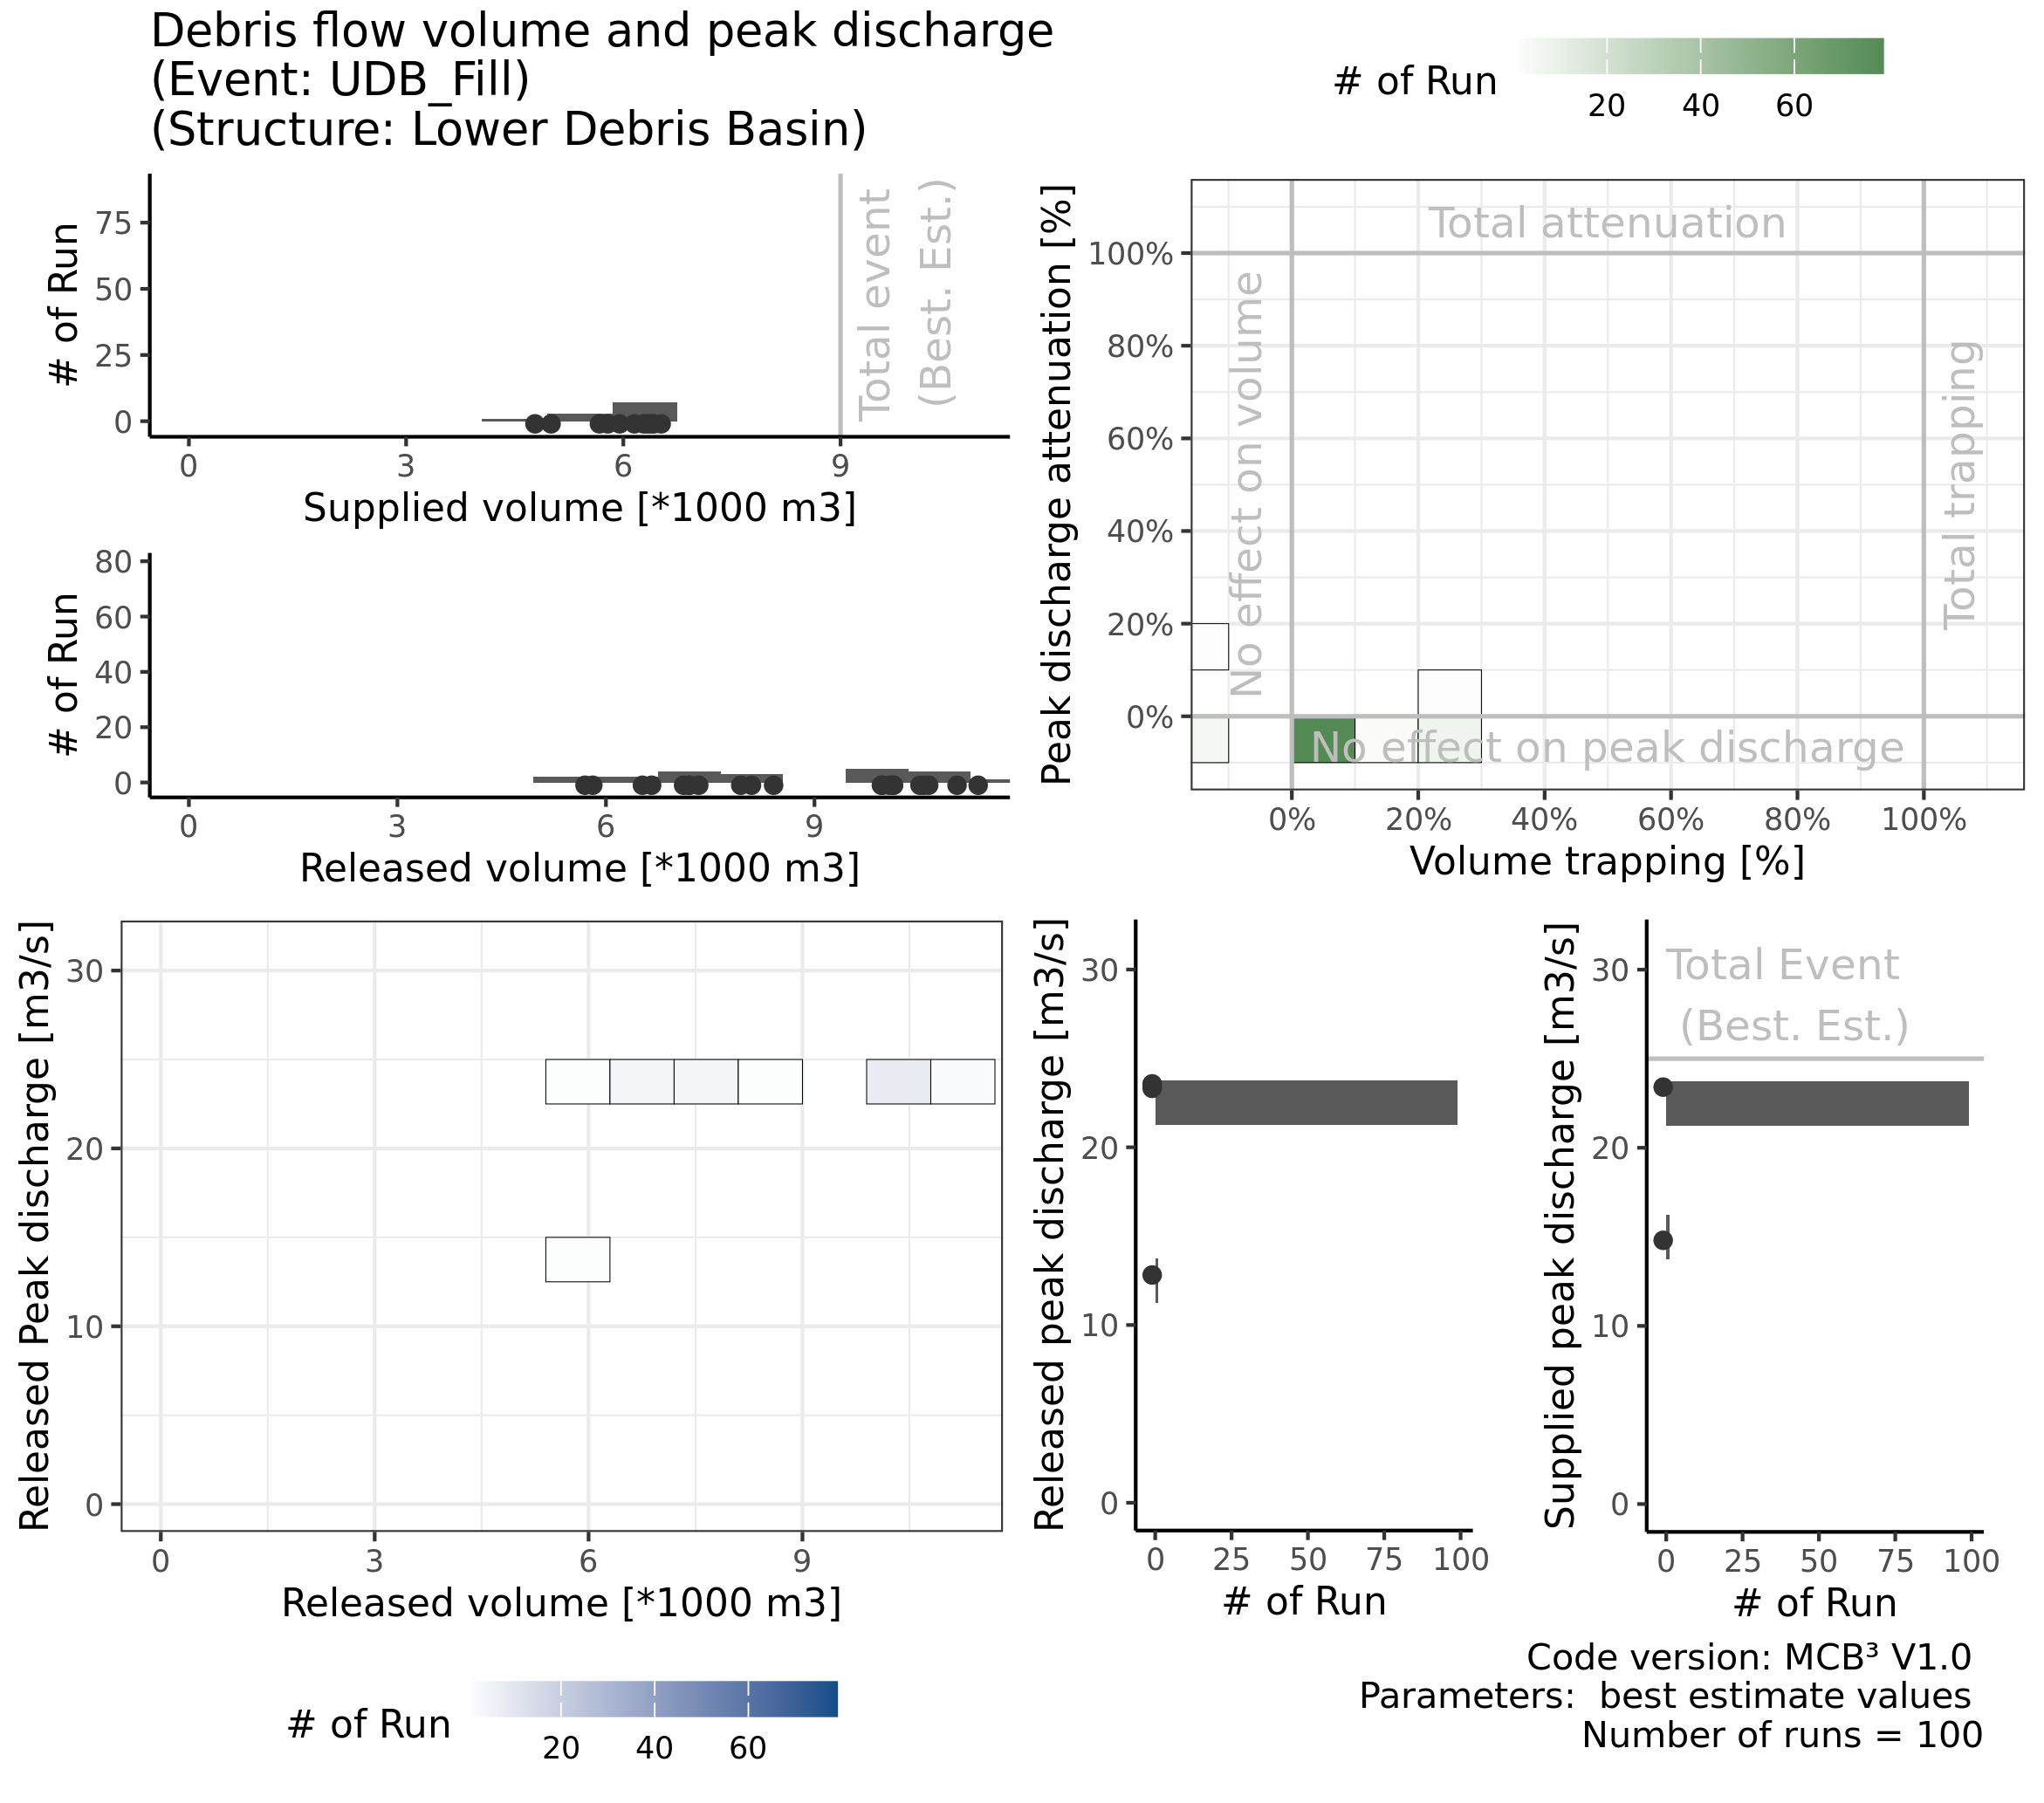 Debris flow volume and peak discharge
(Event: UDB_Fill)
(Structure: Lower Debris Basin)
# of Run
20 40 60
# of Run
75
50
25
0
Total event
(Best. Est.)
0 3 6 9
Supplied volume [*1000 m3]
# of Run
80
60
40
20
0
0 3 6 9
Released volume [*1000 m3]
Peak discharge attenuation [%]
100%
80%
60%
40%
20%
0%
Total attenuation
No effect on volume
Total trapping
No effect on peak discharge
0% 20% 40% 60% 80% 100%
Volume trapping [%]
Released Peak discharge [m3/s]
30
20
10
0
0 3 6 9
Released volume [*1000 m3]
# of Run
20 40 60
Released peak discharge [m3/s]
30
20
10
0
0 25 50 75 100
# of Run
Supplied peak discharge [m3/s]
30
20
10
0
Total Event
(Best. Est.)
0 25 50 75 100
# of Run
Code version: MCB³ V1.0
Parameters:  best estimate values
Number of runs = 100